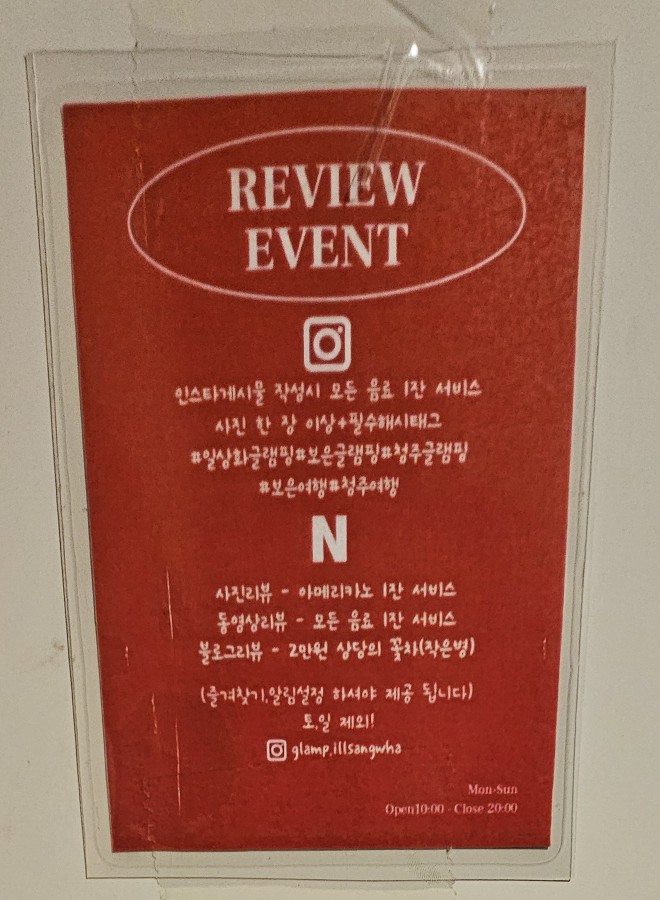 REVIEW
EVENT
인스타게시물 작성시 모든 음료 1잔 서비스
사진 한 장 이상+필수해시태그
#일상화글램핑#보은글램핑#청주글램핑
#보은여행#청주여행
N
사진리뷰 - 아메리카노 1잔 서비스
동영상리뷰 - 모든 음료 1잔 서비스
블로그리뷰 - 2만원 상당의 꽃차(작은병)
(즐겨찾기,알림설정 하셔야 제공 됩니다)
토,일 제외!
glamp.illsangwha
Mon-Sun
Open10:00 - Close 20:00